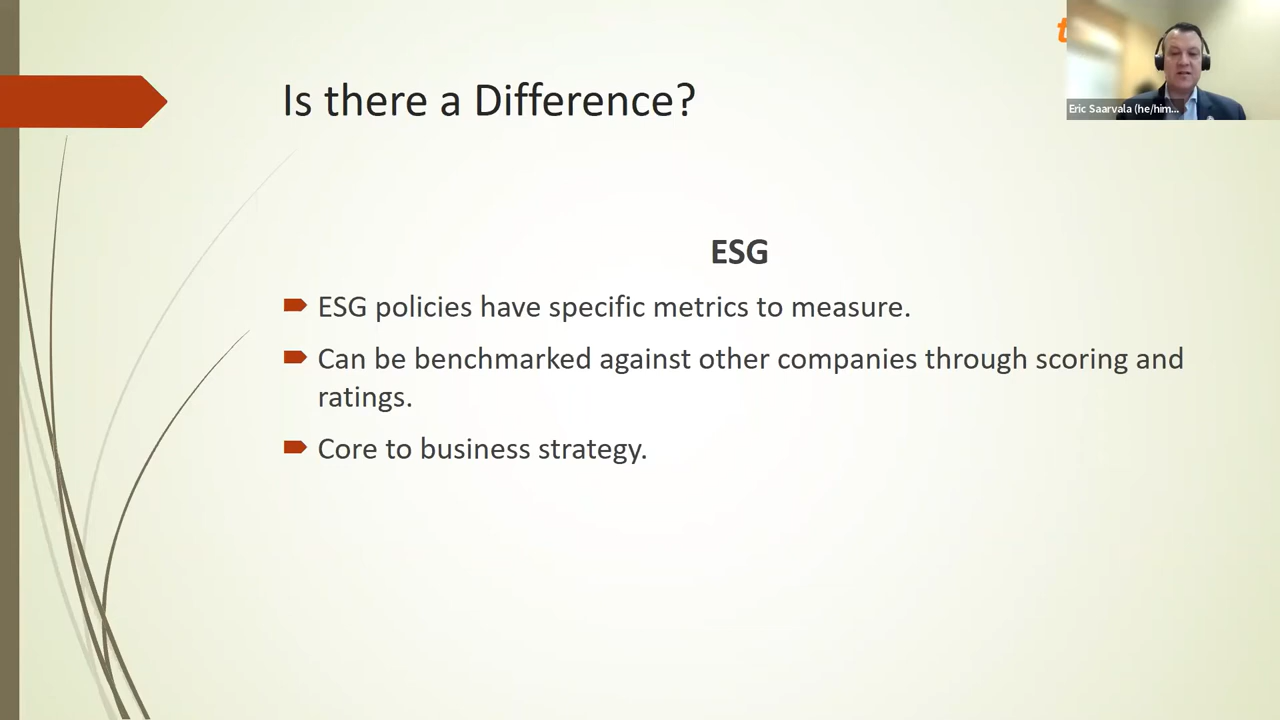 Is there a Difference?
Eric Saarvala (he/him...
ESG
ESG policies have specific metrics to measure.
Can be benchmarked against other companies through scoring and
ratings.
Core to business strategy.